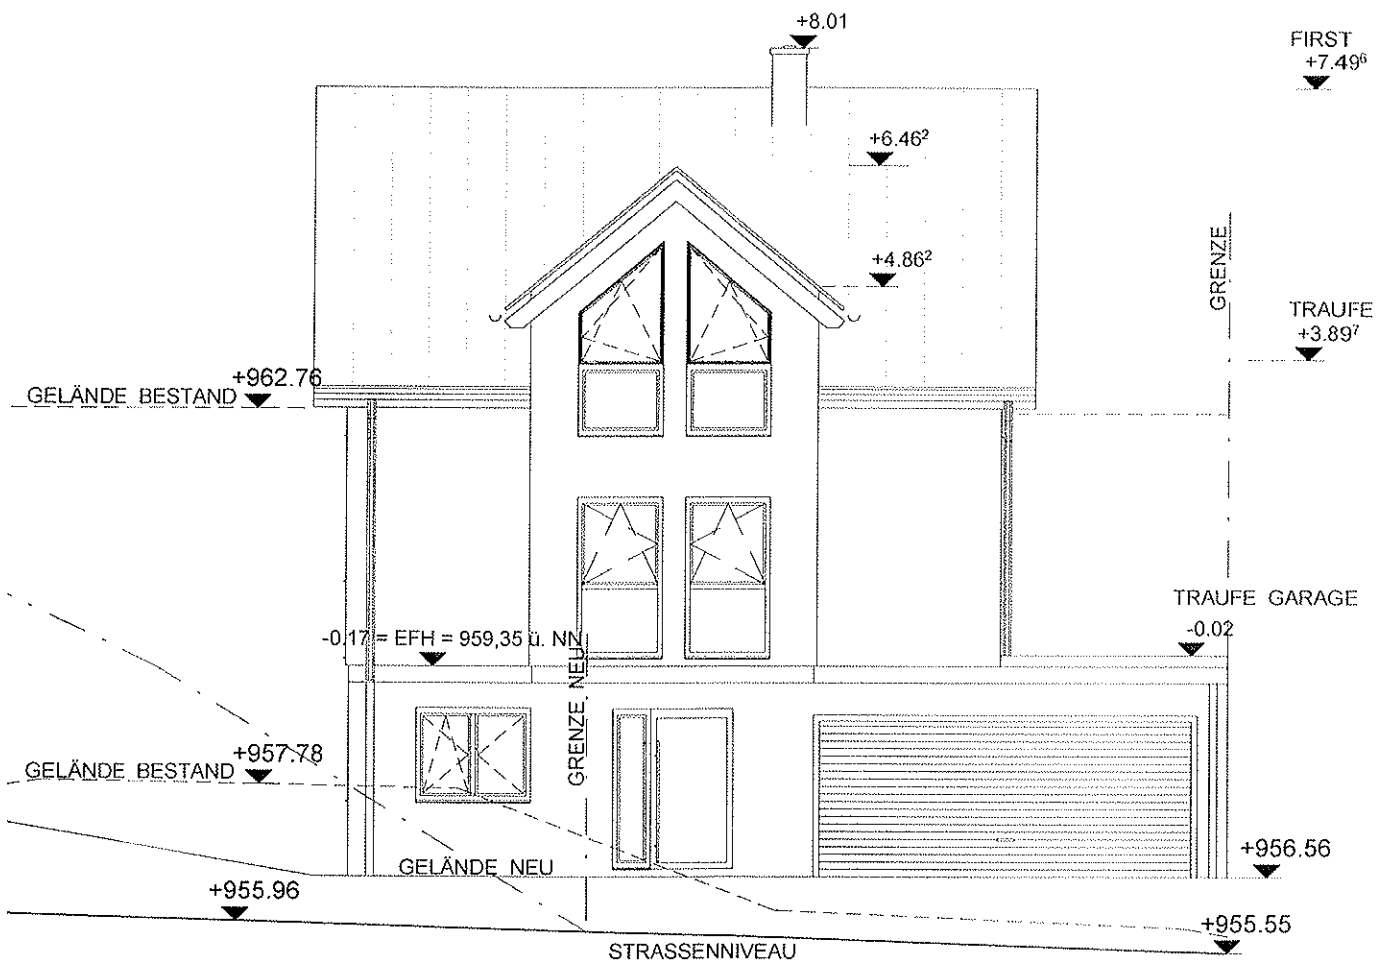 +8.01
FIRST
+7.49⁶
+6.46²
+4.86²
GRENZE
TRAUFE
+3.89⁷
+962.76
GELÄNDE BESTAND
TRAUFE GARAGE
-0.02
-0.17 = EFH = 959,35 ü. NN
GRENZE NEU
+957.78
GELÄNDE BESTAND
+956.56
GELÄNDE NEU
+955.96
+955.55
STRASSENNIVEAU